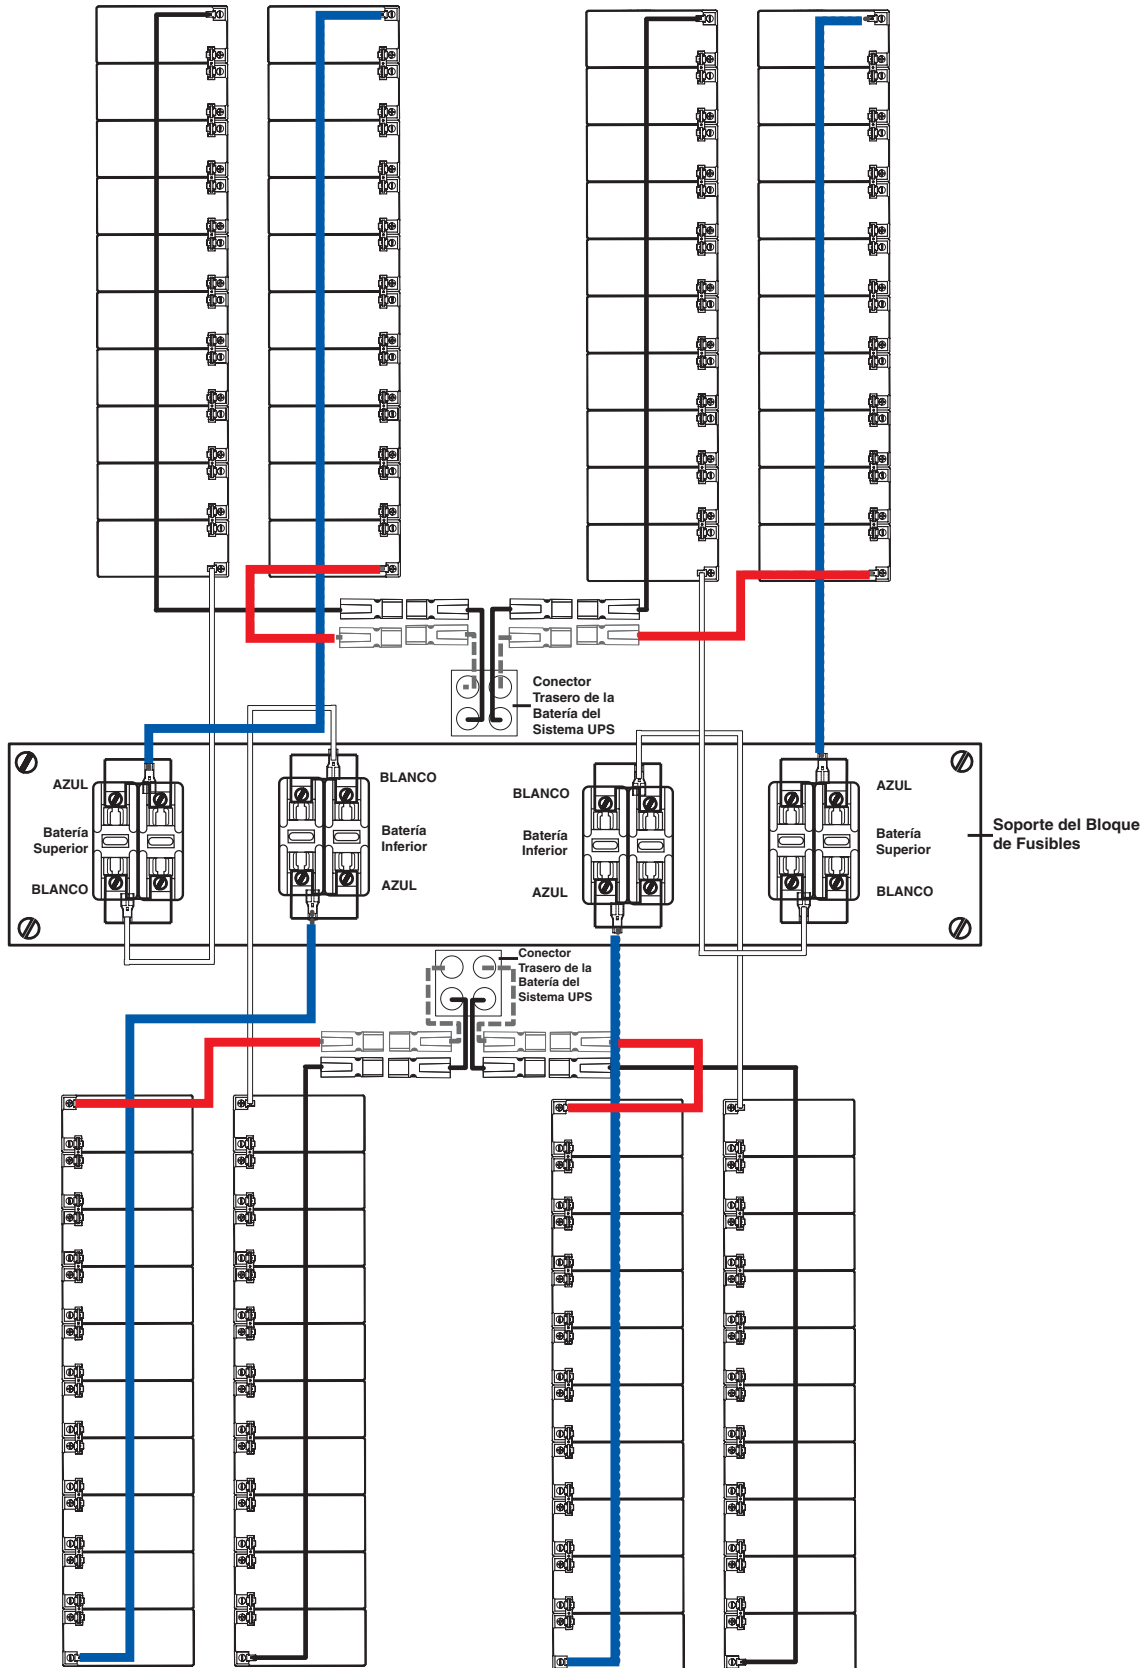 Conector
Trasero de la
Batería del
Sistema UPS
AZUL
Batería
Superior
BLANCO
BLANCO
Batería
Inferior
AZUL
BLANCO
Batería
Inferior
AZUL
AZUL
Batería
Superior
BLANCO
Soporte del Bloque
de Fusibles
Conector
Trasero de la
Batería del
Sistema UPS